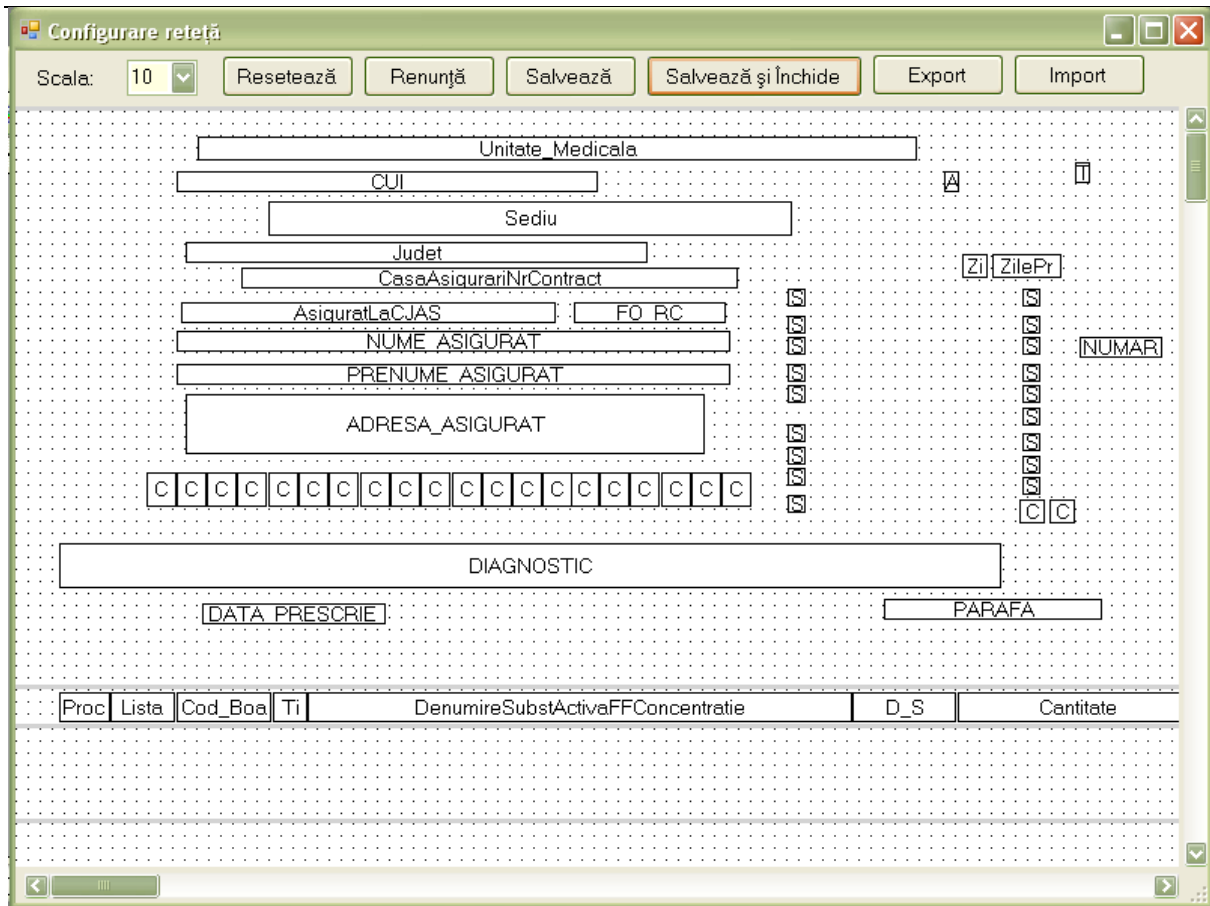 Configurare reteţă
Scala: 10 Resetează Renunţă Salvează Salvează şi Închide Export Import
Unitate_Medicala
CUI A T
Sediu
Judet
Zi ZilePr
CasaAsigurariNrContract
S S
AsiguratLaCJAS FO_RC
S S
NUME_ASIGURAT S S NUMAR
PRENUME_ASIGURAT S S
S S
ADRESA_ASIGURAT
S
S S
S S
S S
C C C C C C C C C C C C C C C C C C C C
S
C C
DIAGNOSTIC
DATA_PRESCRIE PARAFA
Proc Lista Cod_Boa Ti DenumireSubstActivaFFConcentratie D_S Cantitate